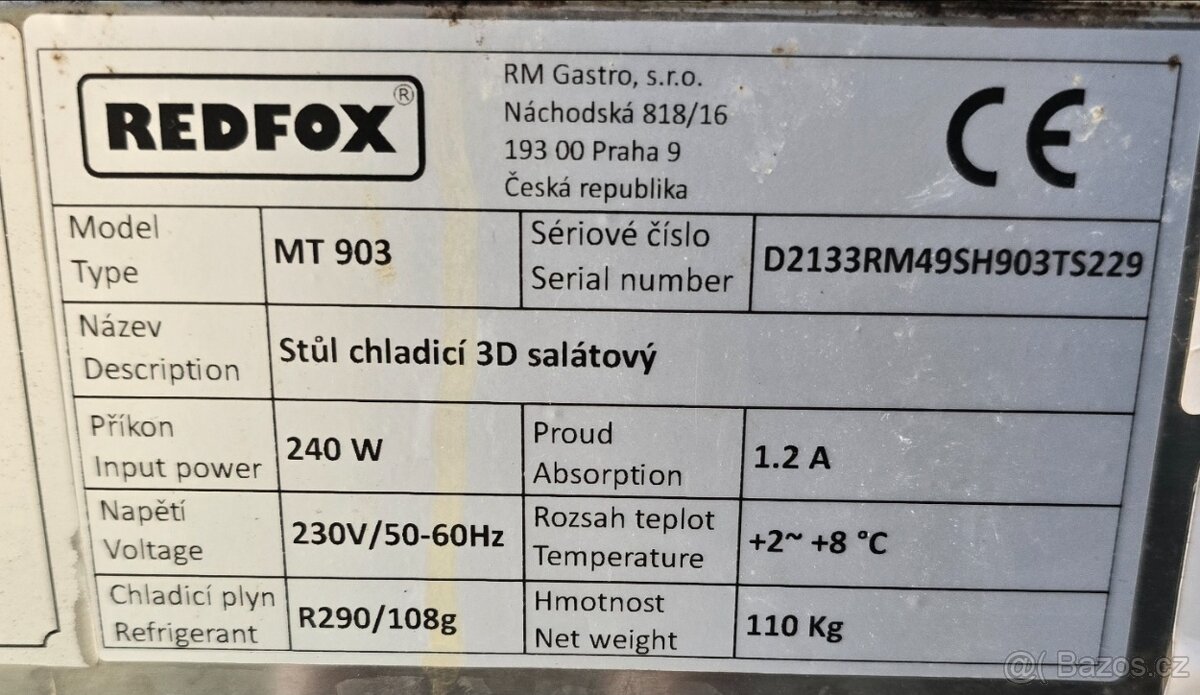 REDFOX®
RM Gastro, s.r.o.
Náchodská 818/16
193 00 Praha 9
Česká republika
CE
Model
Type
MT 903
Sériové číslo
Serial number
D2133RM49SH903TS229
Název
Description
Stůl chladicí 3D salátový
Příkon
Input power
240 W
Proud
Absorption
1.2 A
Napětí
Voltage
230V/50-60Hz
Rozsah teplot
Temperature
+2~ +8 °C
Chladicí plyn
Refrigerant
R290/108g
Hmotnost
Net weight
110 Kg
@( Bazos.cz